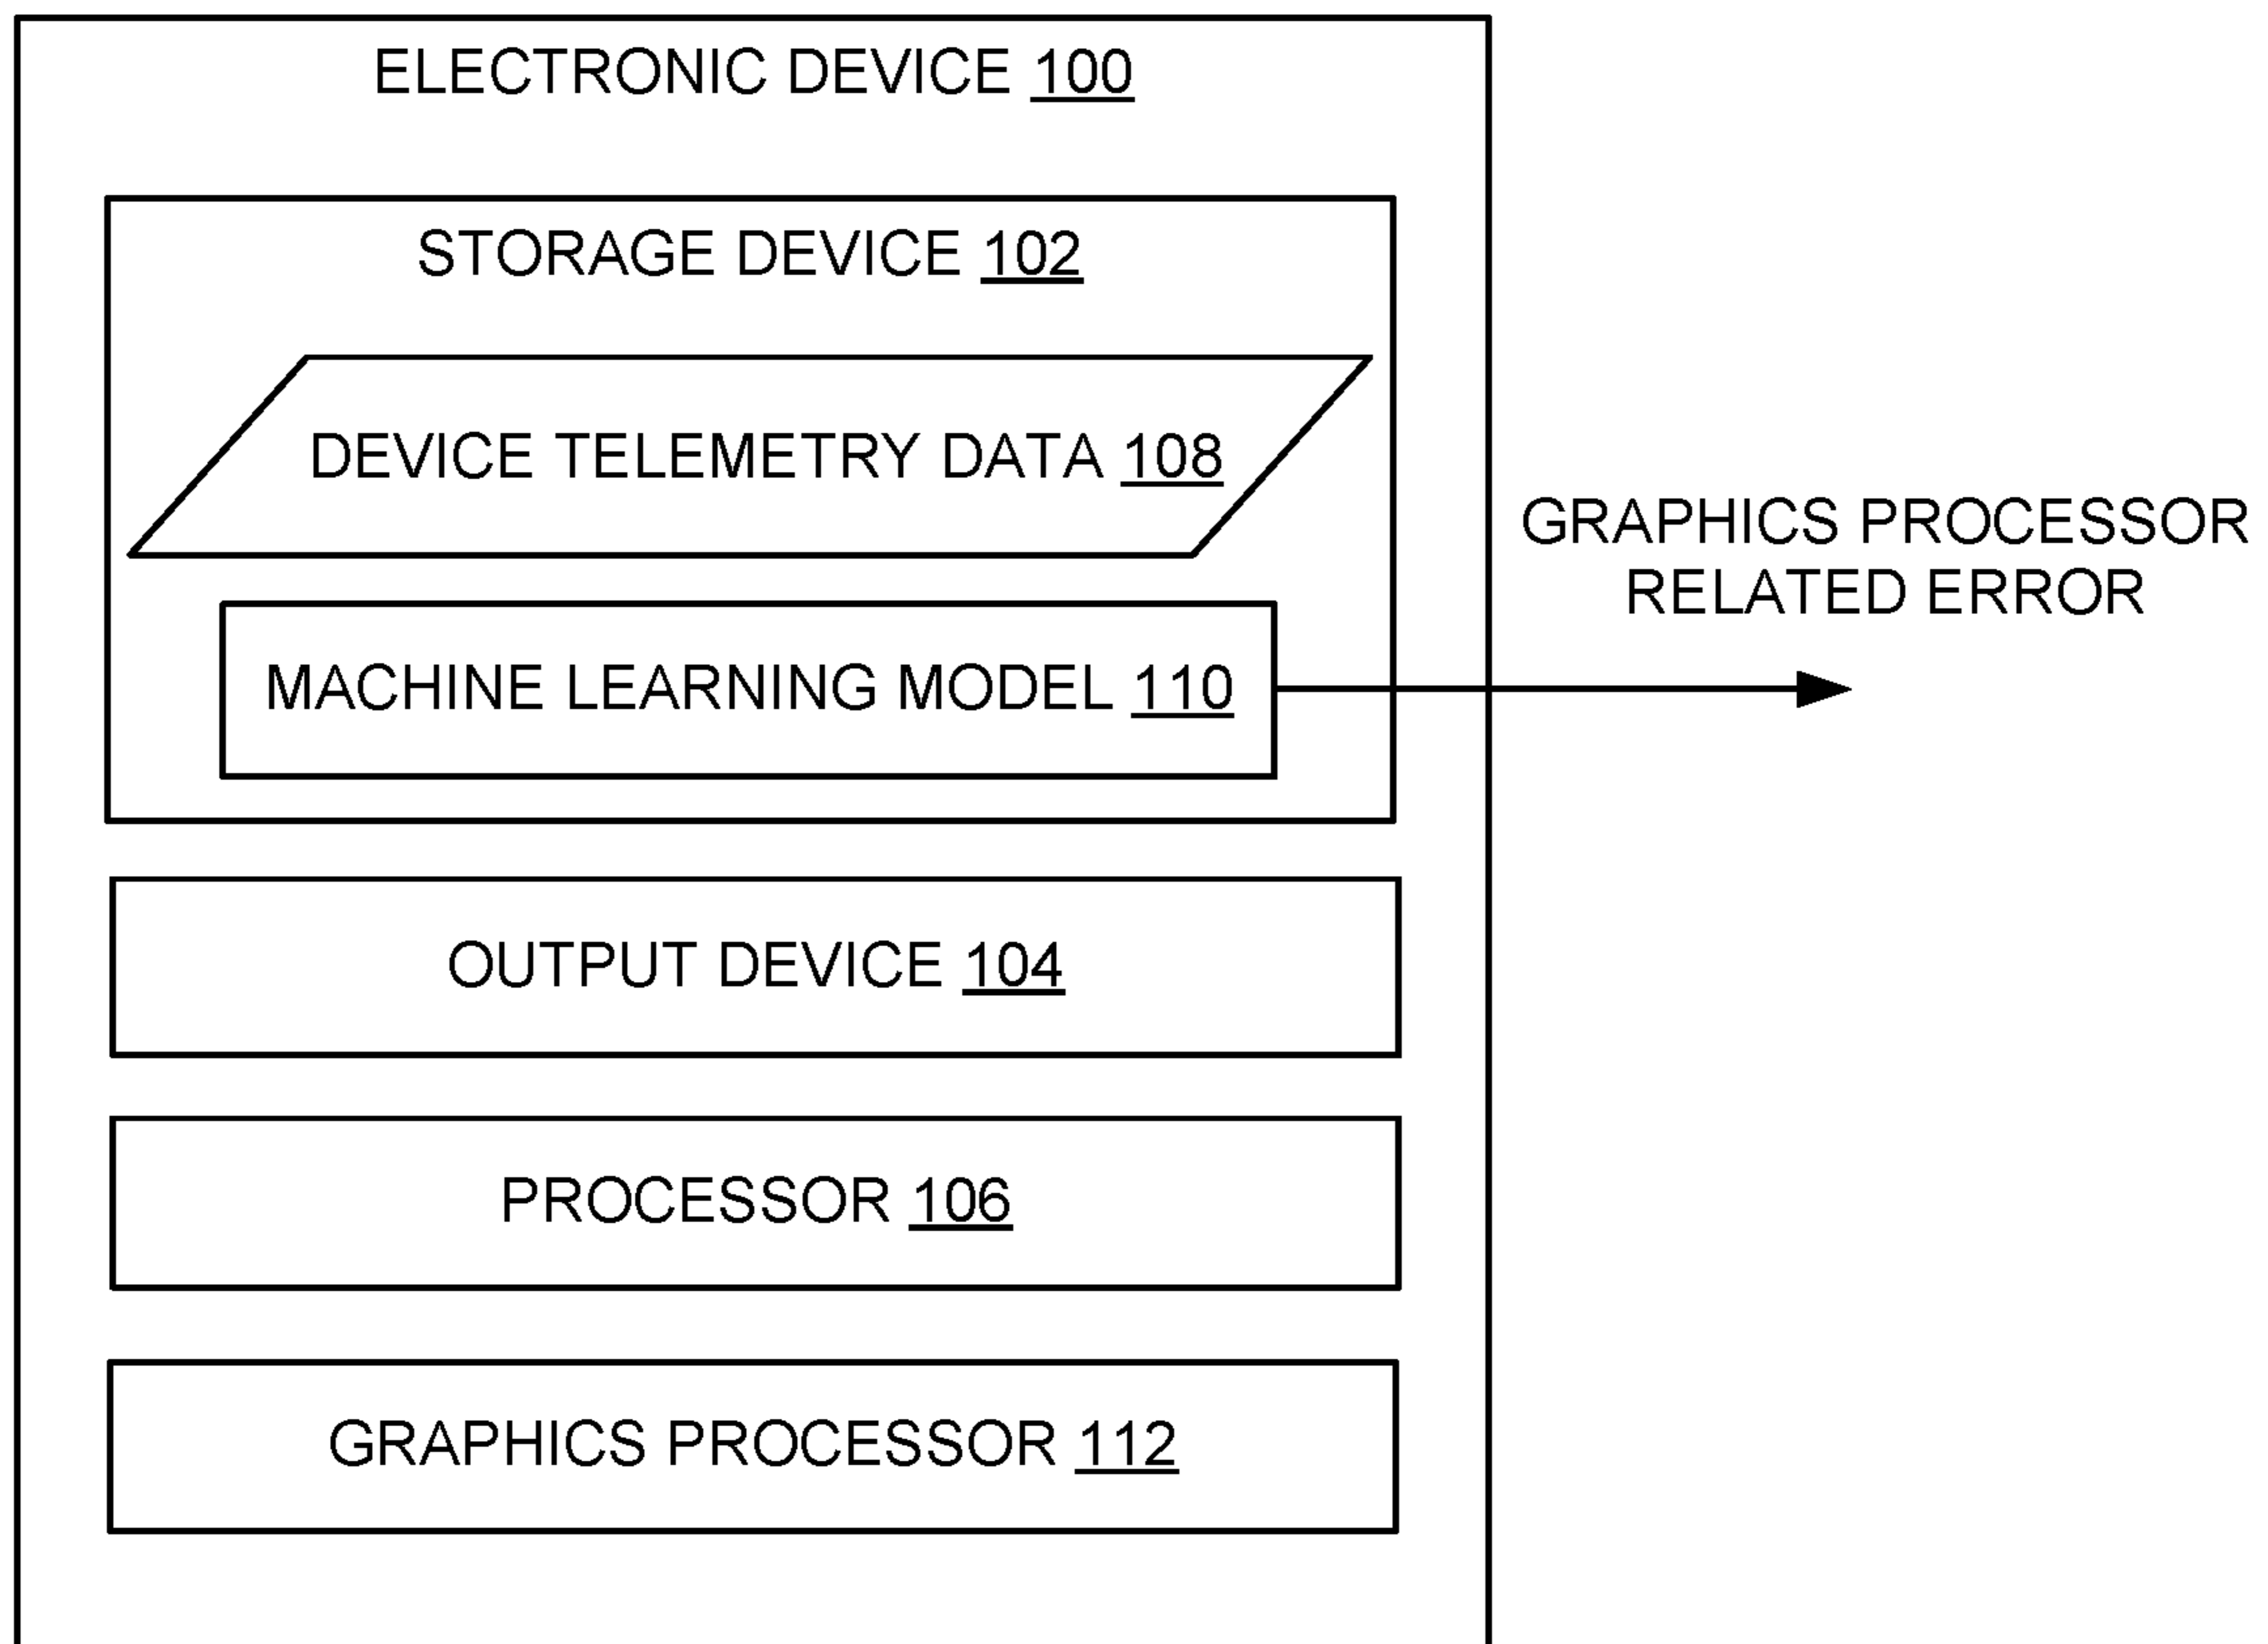 ELECTRONIC DEVICE 100
STORAGE DEVICE 102
DEVICE TELEMETRY DATA 108
MACHINE LEARNING MODEL 110
GRAPHICS PROCESSOR
RELATED ERROR
OUTPUT DEVICE 104
PROCESSOR 106
GRAPHICS PROCESSOR 112